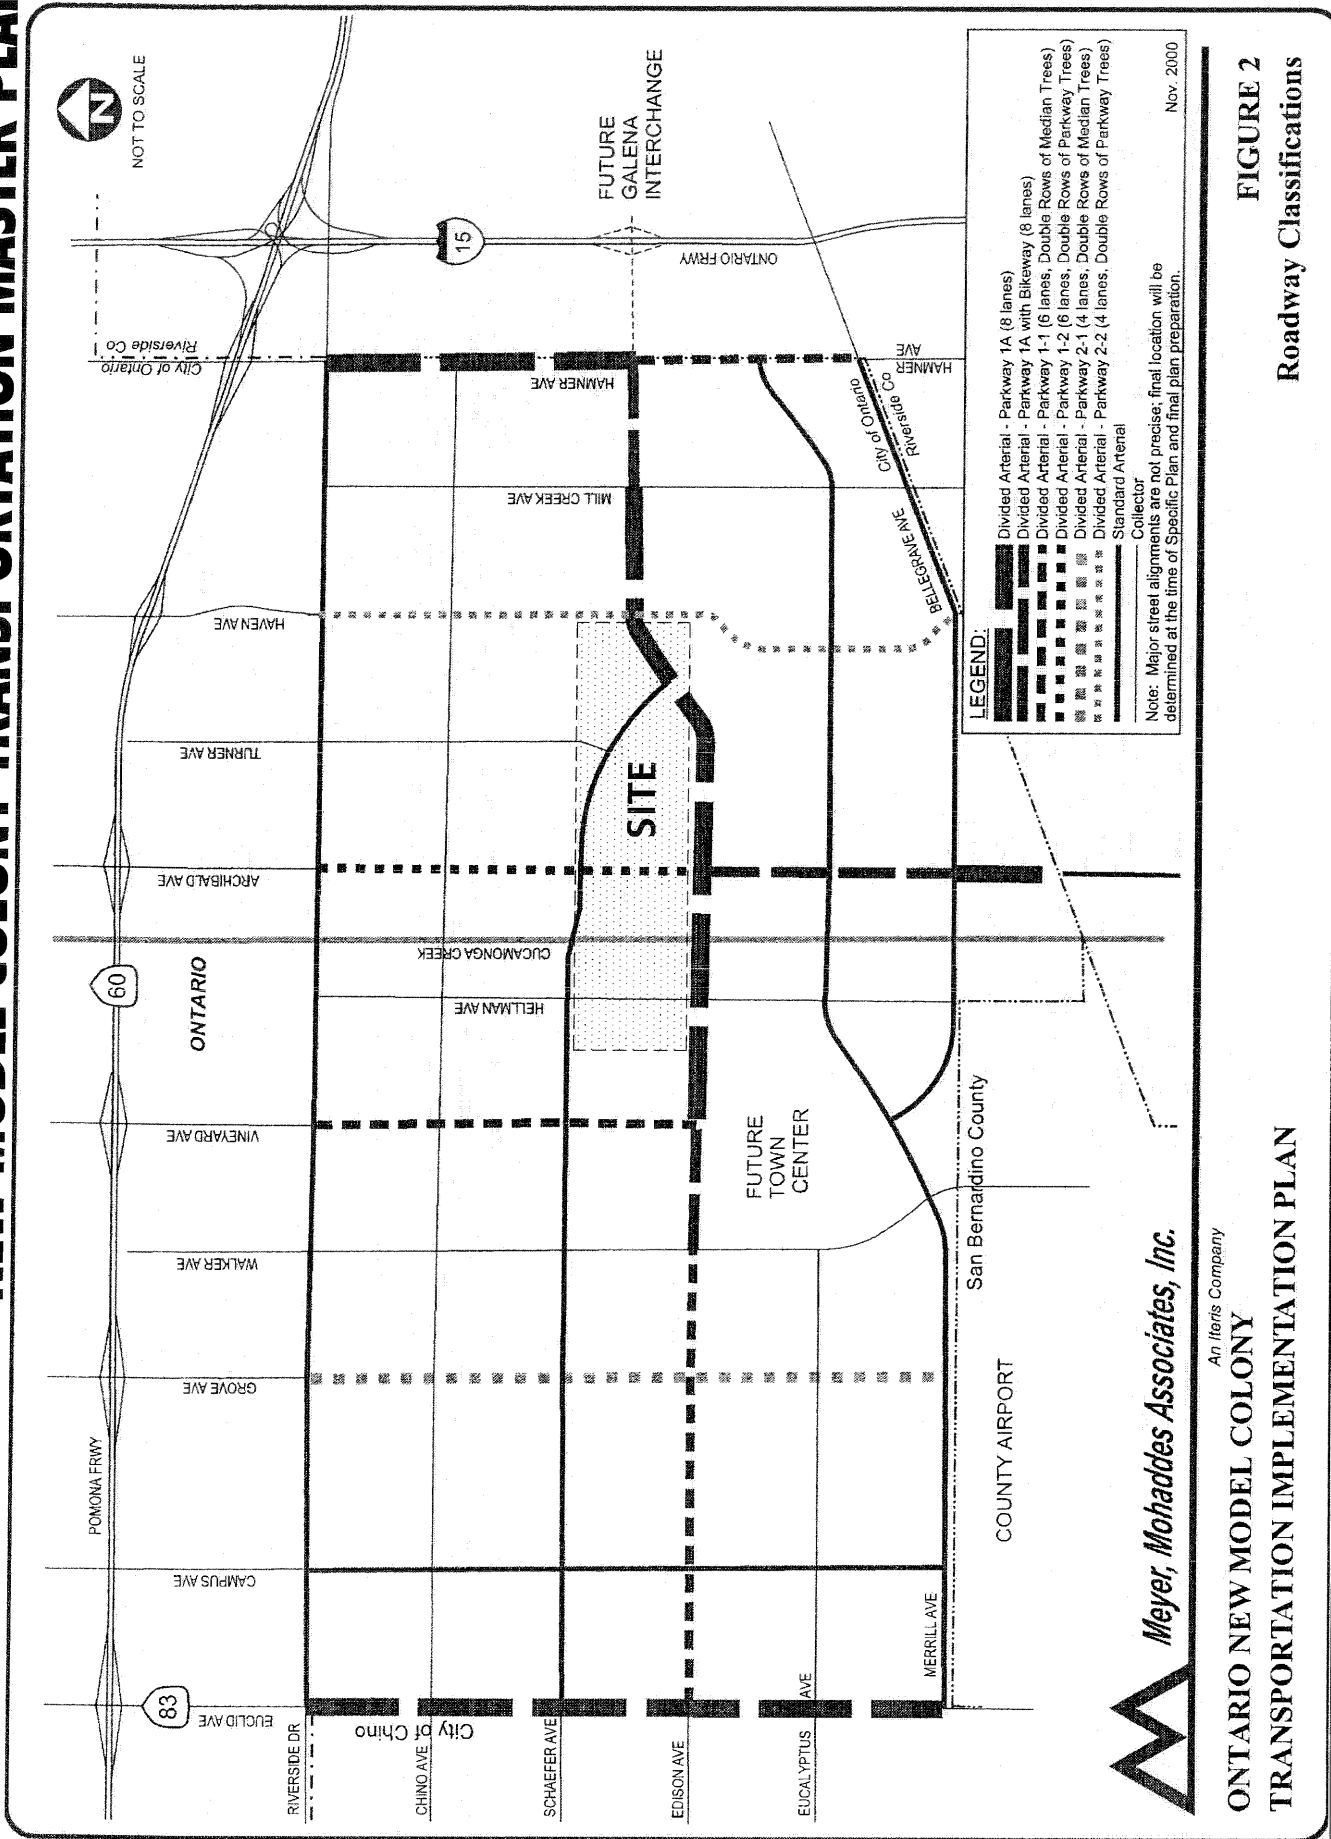 NEW MODEL COLONY TRANSPORTATION MASTER PLAN
N
NOT TO SCALE
60
POMONA FRWY
83
ONTARIO
EUCLID AVE
CAMPUS AVE
GROVE AVE
WALKER AVE
VINEYARD AVE
HELLMAN AVE
CUCAMONGA CREEK
ARCHIBALD AVE
TURNER AVE
HAVEN AVE
MILL CREEK AVE
HAMNER AVE
City of Ontario
Riverside Co
15
ONTARIO FRWY
FUTURE
GALENA
INTERCHANGE
RIVERSIDE DR
City of Chino
CHINO AVE
SCHAEFER AVE
EDISON AVE
EUCALYPTUS AVE
MERRILL AVE
SITE
FUTURE
TOWN
CENTER
BELLEGRAVE AVE
City of Ontario
Riverside Co
HAMNER
AVE
COUNTY AIRPORT
San Bernardino County
LEGEND:
Divided Arterial - Parkway 1A (8 lanes)
Divided Arterial - Parkway 1A with Bikeway (8 lanes)
Divided Arterial - Parkway 1-1 (6 lanes, Double Rows of Median Trees)
Divided Arterial - Parkway 1-2 (6 lanes, Double Rows of Parkway Trees)
Divided Arterial - Parkway 2-1 (4 lanes, Double Rows of Median Trees)
Divided Arterial - Parkway 2-2 (4 lanes, Double Rows of Parkway Trees)
Standard Arterial
Collector
Note: Major street alignments are not precise; final location will be
determined at the time of Specific Plan and final plan preparation.
Nov. 2000
Meyer, Mohaddes Associates, Inc.
An Iteris Company
ONTARIO NEW MODEL COLONY
TRANSPORTATION IMPLEMENTATION PLAN
FIGURE 2
Roadway Classifications